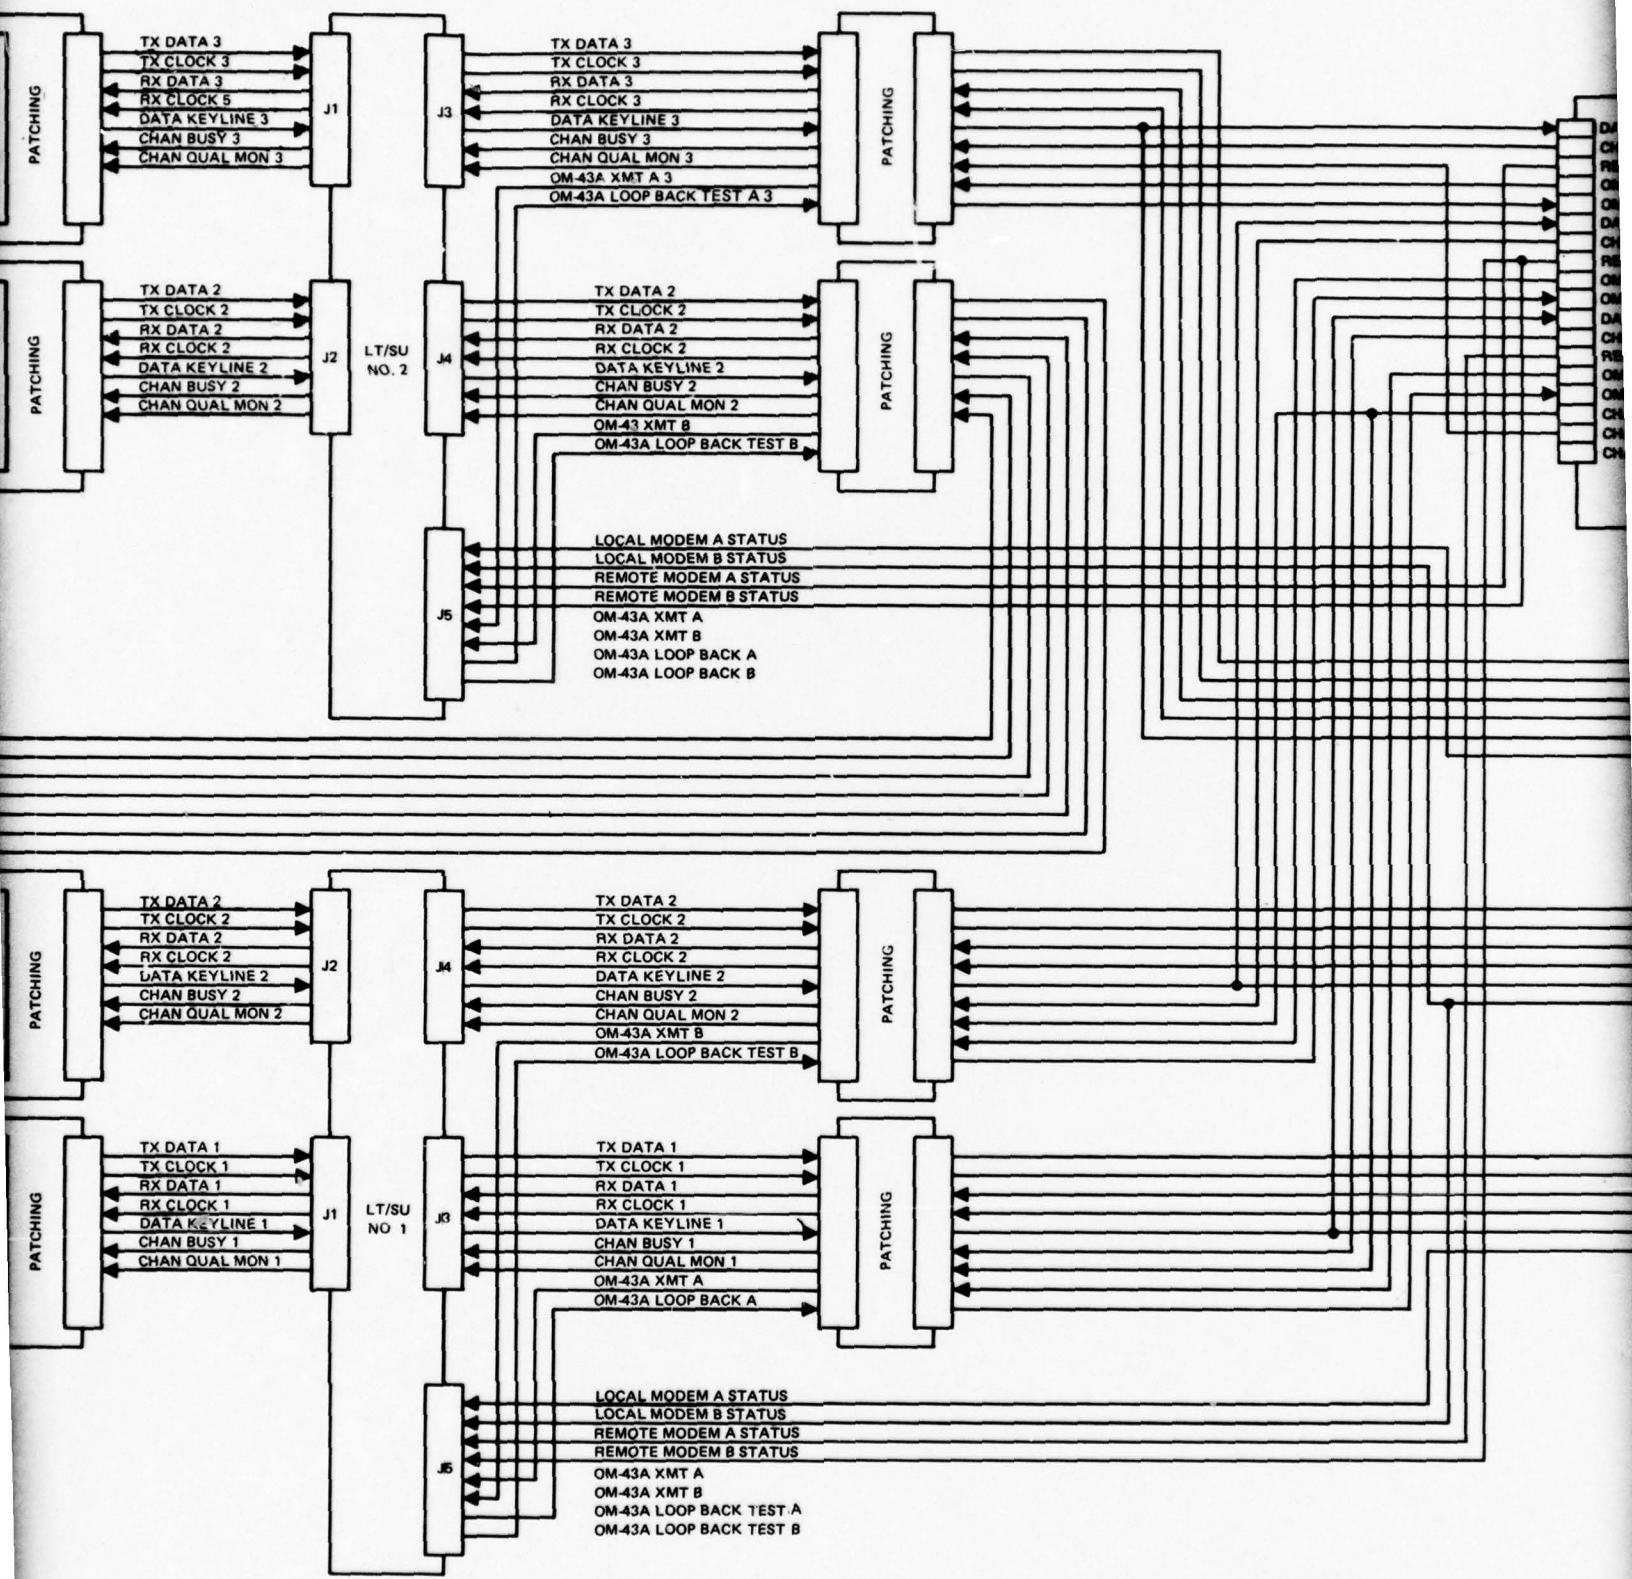 PATCHING
TX DATA 3
TX CLOCK 3
RX DATA 3
RX CLOCK 5
DATA KEYLINE 3
CHAN BUSY 3
CHAN QUAL MON 3
J1
J3
TX DATA 3
TX CLOCK 3
RX DATA 3
RX CLOCK 3
DATA KEYLINE 3
CHAN BUSY 3
CHAN QUAL MON 3
OM-43A XMT A 3
OM-43A LOOP BACK TEST A 3
PATCHING
PATCHING
TX DATA 2
TX CLOCK 2
RX DATA 2
RX CLOCK 2
DATA KEYLINE 2
CHAN BUSY 2
CHAN QUAL MON 2
J2
LT/SU
NO. 2
J4
TX DATA 2
TX CLOCK 2
RX DATA 2
RX CLOCK 2
DATA KEYLINE 2
CHAN BUSY 2
CHAN QUAL MON 2
OM-43 XMT B
OM-43A LOOP BACK TEST B
PATCHING
J5
LOCAL MODEM A STATUS
LOCAL MODEM B STATUS
REMOTE MODEM A STATUS
REMOTE MODEM B STATUS
OM-43A XMT A
OM-43A XMT B
OM-43A LOOP BACK A
OM-43A LOOP BACK B
PATCHING
TX DATA 2
TX CLOCK 2
RX DATA 2
RX CLOCK 2
DATA KEYLINE 2
CHAN BUSY 2
CHAN QUAL MON 2
J2
J4
TX DATA 2
TX CLOCK 2
RX DATA 2
RX CLOCK 2
DATA KEYLINE 2
CHAN BUSY 2
CHAN QUAL MON 2
OM-43A XMT B
OM-43A LOOP BACK TEST B
PATCHING
PATCHING
TX DATA 1
TX CLOCK 1
RX DATA 1
RX CLOCK 1
DATA KEYLINE 1
CHAN BUSY 1
CHAN QUAL MON 1
J1
LT/SU
NO 1
J3
TX DATA 1
TX CLOCK 1
RX DATA 1
RX CLOCK 1
DATA KEYLINE 1
CHAN BUSY 1
CHAN QUAL MON 1
OM-43A XMT A
OM-43A LOOP BACK A
PATCHING
J5
LOCAL MODEM A STATUS
LOCAL MODEM B STATUS
REMOTE MODEM A STATUS
REMOTE MODEM B STATUS
OM-43A XMT A
OM-43A XMT B
OM-43A LOOP BACK TEST A
OM-43A LOOP BACK TEST B